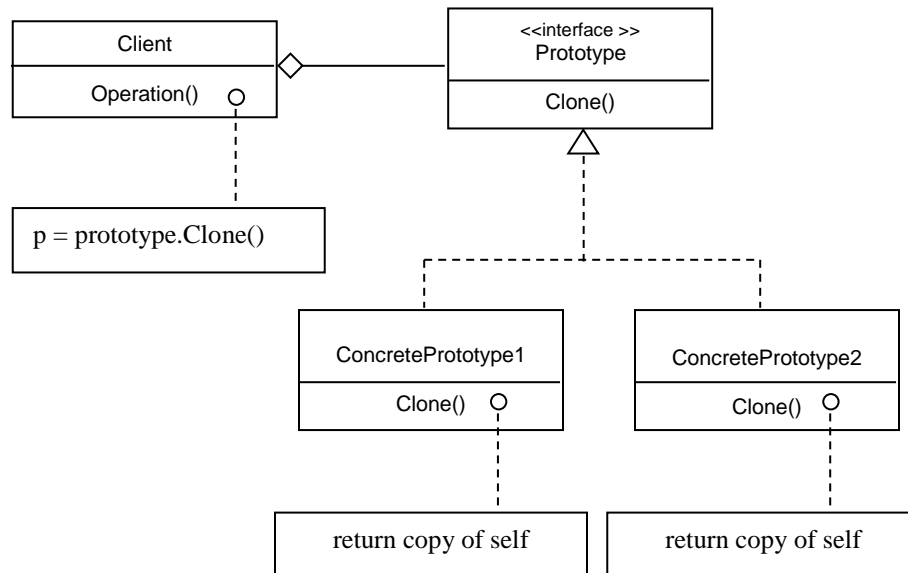 Client
Operation()
p = prototype.Clone()
<<interface >>
Prototype
Clone()
ConcretePrototype1
Clone()
return copy of self
ConcretePrototype2
Clone()
return copy of self